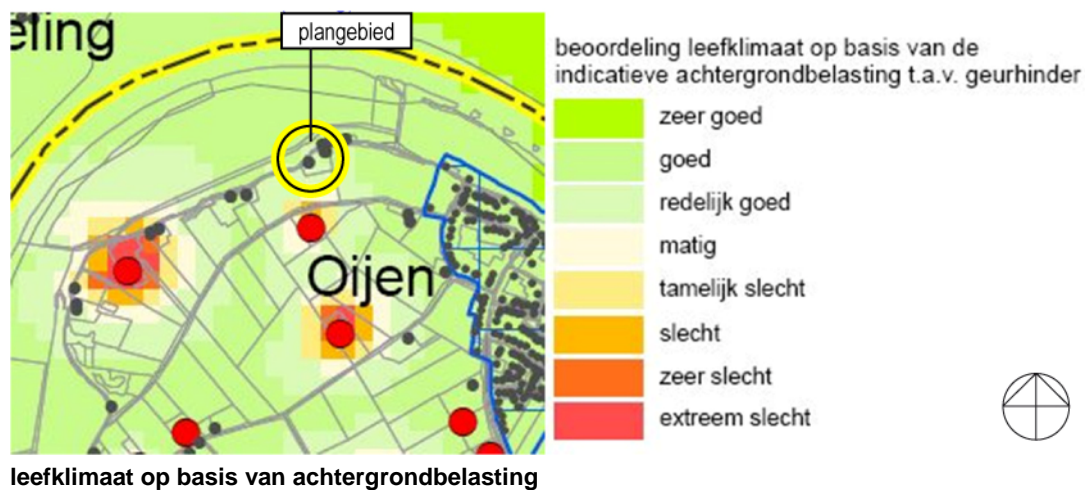 eling
plangebied
Oijen
beoordeling leefklimaat op basis van de
indicatieve achtergrondbelasting t.a.v. geurhinder
zeer goed
goed
redelijk goed
matig
tamelijk slecht
slecht
zeer slecht
extreem slecht
leefklimaat op basis van achtergrondbelasting